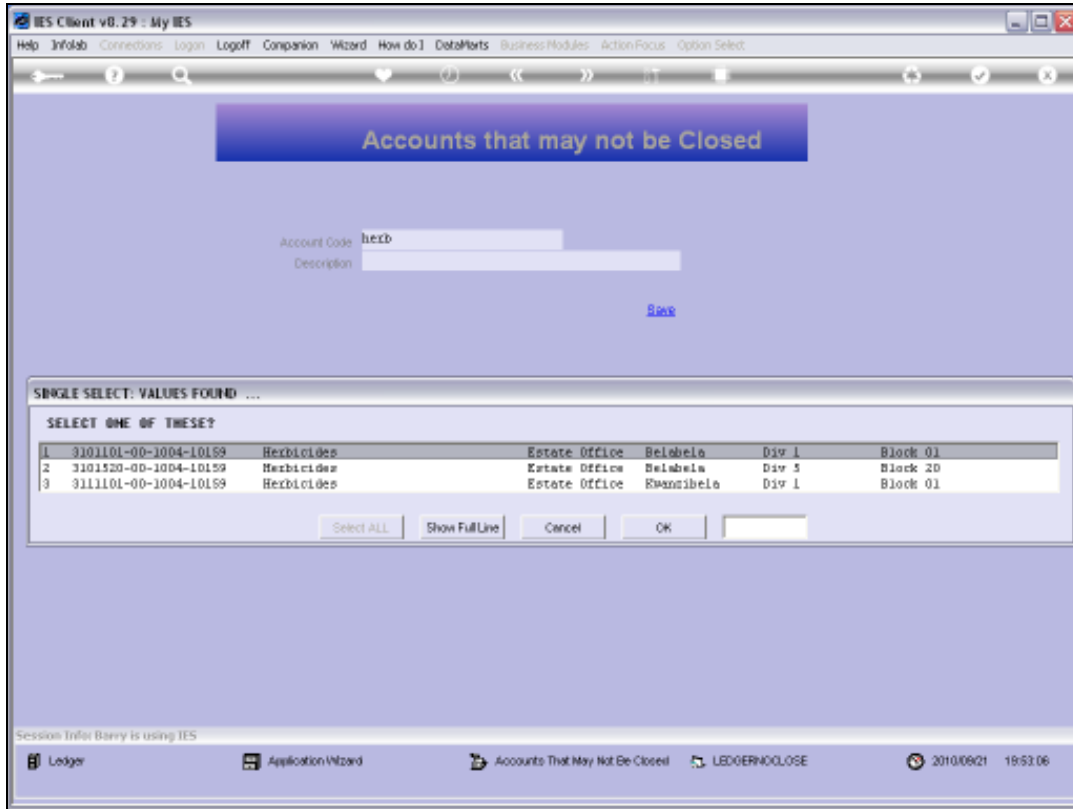 IES Client v8.29 : My IES
Help Infolab Connections Logon Logoff Companion Wizard How do I DataMarts Business Modules Action Focus Option Select
Accounts that may not be Closed
Account Code herb
Description
Save
SINGLE SELECT: VALUES FOUND ...
SELECT ONE OF THESE?
1 3101101-00-1004-10159 Herbicides Estate Office Belabela Div 1 Block 01
2 3101520-00-1004-10159 Herbicides Estate Office Belabela Div 5 Block 20
3 3111101-00-1004-10159 Herbicides Estate Office Kwanzibela Div 1 Block 01
Select ALL Show Full Line Cancel OK
Session Info: Barry is using IES
Ledger Application Wizard Accounts That May Not Be Closed LEDGERNOCLOSE 2010/09/21 19:53:06